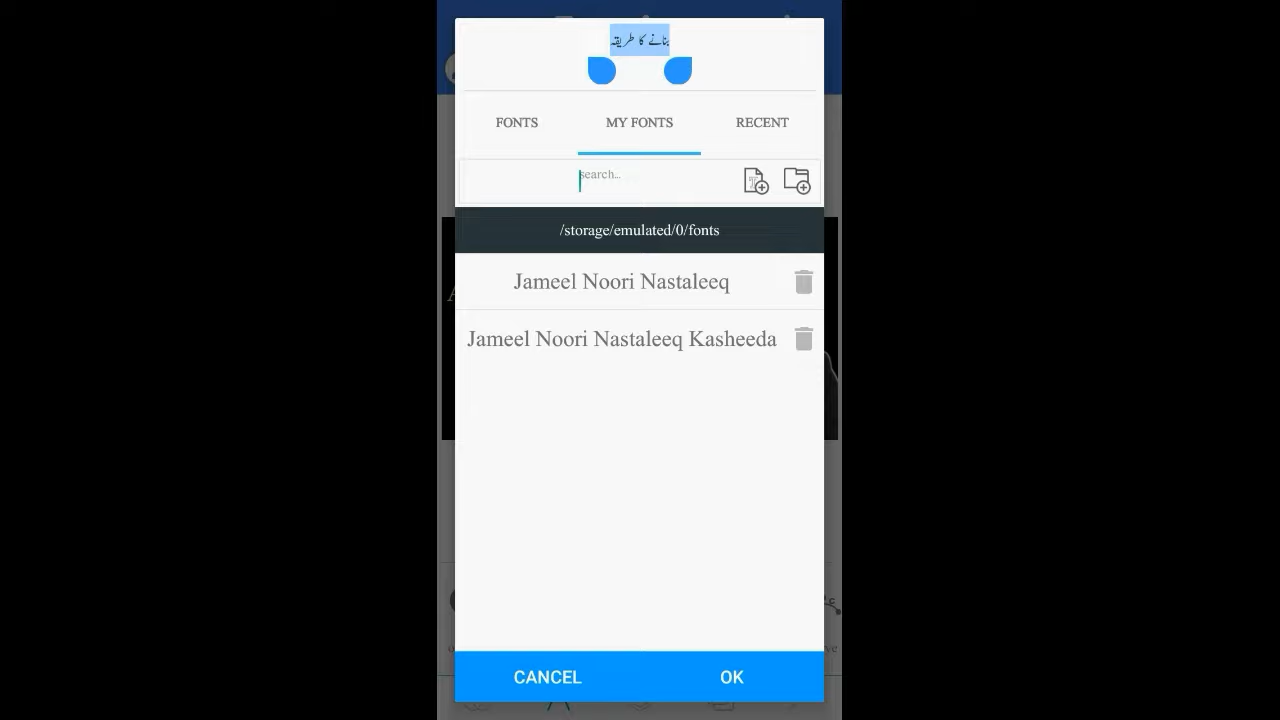 بنانے کا طریقہ
FONTS MY FONTS RECENT
search...
/storage/emulated/0/fonts
Jameel Noori Nastaleeq
Jameel Noori Nastaleeq Kasheeda
CANCEL OK